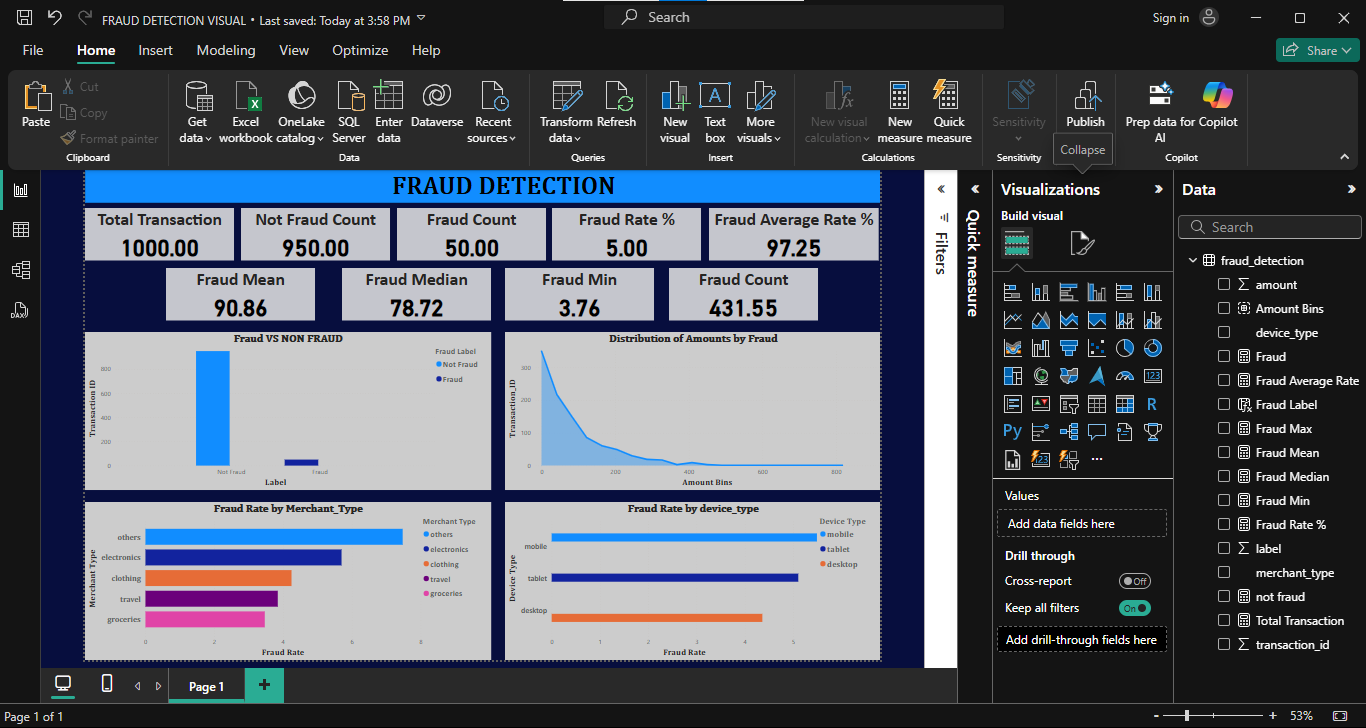 FRAUD DETECTION VISUAL • Last saved: Today at 3:58 PM
Search
Sign in
File Home Insert Modeling View Optimize Help
Share
Paste
Cut
Copy
Format painter
Clipboard
Get data
Excel workbook
OneLake catalog
SQL Server
Enter data
Dataverse
Recent sources
Data
Transform data
Refresh
Queries
New visual
Text box
More visuals
Insert
New visual calculation
New measure
Quick measure
Calculations
Sensitivity
Sensitivity
Publish
Collapse
Prep data for AI
Copilot
Copilot
FRAUD DETECTION
Total Transaction
1000.00
Not Fraud Count
950.00
Fraud Count
50.00
Fraud Rate %
5.00
Fraud Average Rate %
97.25
Fraud Mean
90.86
Fraud Median
78.72
Fraud Min
3.76
Fraud Count
431.55
Fraud VS NON FRAUD
Fraud Label
Not Fraud
Fraud
Transaction ID
800
600
400
200
0
Not Fraud Fraud
Label
Distribution of Amounts by Fraud
Transaction_ID
300
200
100
0
0 200 400 600 800
Amount Bins
Fraud Rate by Merchant_Type
Merchant Type
others
electronics
clothing
travel
groceries
Merchant Type
others
electronics
clothing
travel
groceries
0 2 4 6 8
Fraud Rate
Fraud Rate by device_type
Device Type
mobile
tablet
desktop
Device Type
mobile
tablet
desktop
0 1 2 3 4 5
Fraud Rate
Filters
Quick measure
Visualizations
Build visual
123
R
Py
123
Values
Add data fields here
Drill through
Cross-report
Off
Keep all filters
On
Add drill-through fields here
Data
Search
fraud_detection
amount
Amount Bins
device_type
Fraud
Fraud Average Rate
Fraud Label
Fraud Max
Fraud Mean
Fraud Median
Fraud Min
Fraud Rate %
label
merchant_type
not fraud
Total Transaction
transaction_id
Page 1
Page 1 of 1
53%